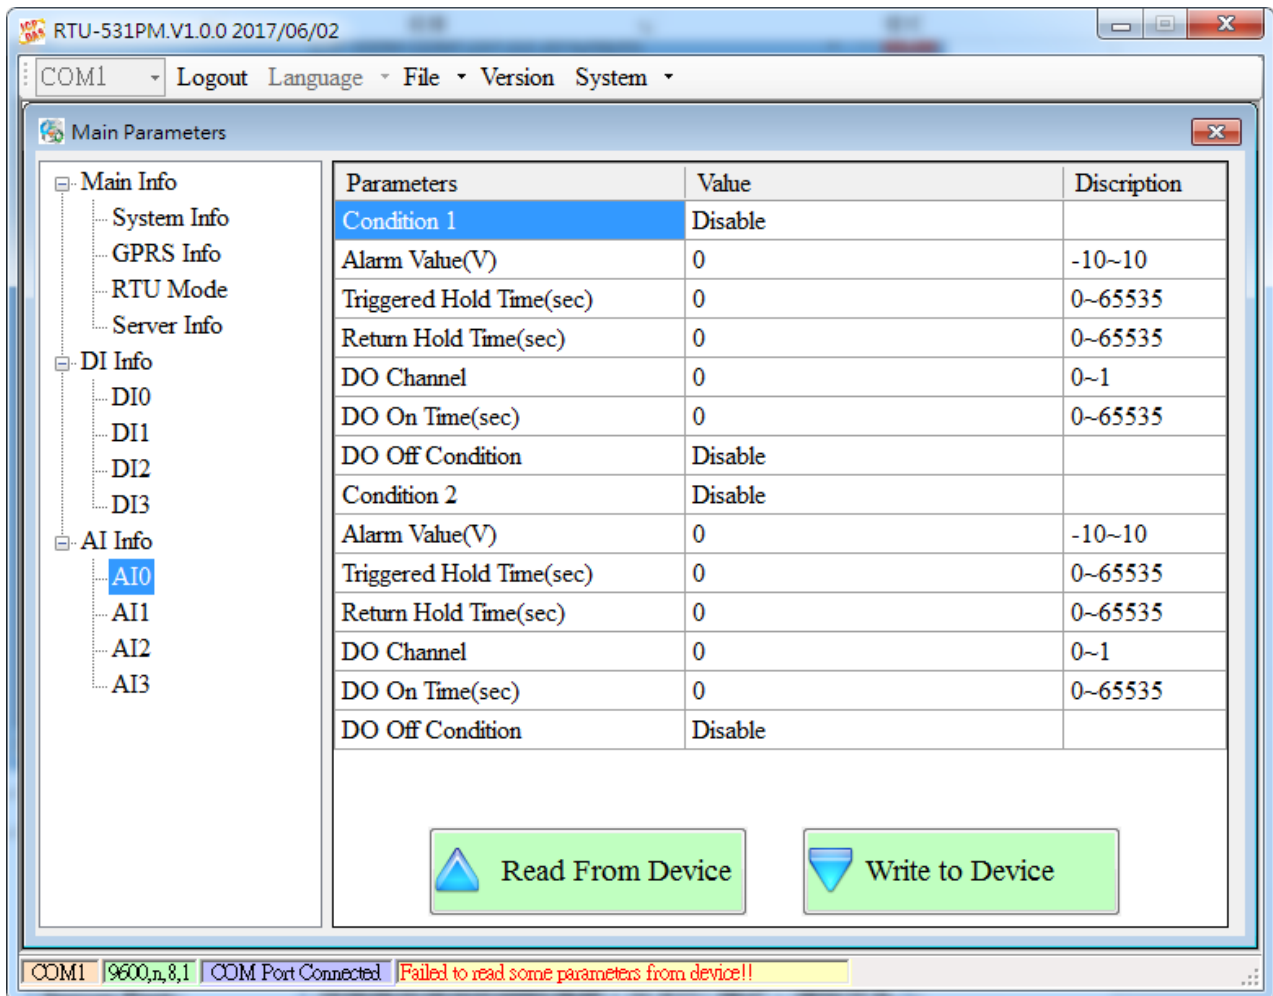 RTU-531PM.V1.0.0 2017/06/02
COM1 Logout Language File Version System
Main Parameters
Main Info
System Info
GPRS Info
RTU Mode
Server Info
DI Info
DI0
DI1
DI2
DI3
AI Info
AI0
AI1
AI2
AI3
Parameters Value Discription
Condition 1 Disable
Alarm Value(V) 0 -10~10
Triggered Hold Time(sec) 0 0~65535
Return Hold Time(sec) 0 0~65535
DO Channel 0 0~1
DO On Time(sec) 0 0~65535
DO Off Condition Disable
Condition 2 Disable
Alarm Value(V) 0 -10~10
Triggered Hold Time(sec) 0 0~65535
Return Hold Time(sec) 0 0~65535
DO Channel 0 0~1
DO On Time(sec) 0 0~65535
DO Off Condition Disable
Read From Device Write to Device
COM1 9600,n,8,1 COM Port Connected Failed to read some parameters from device!!